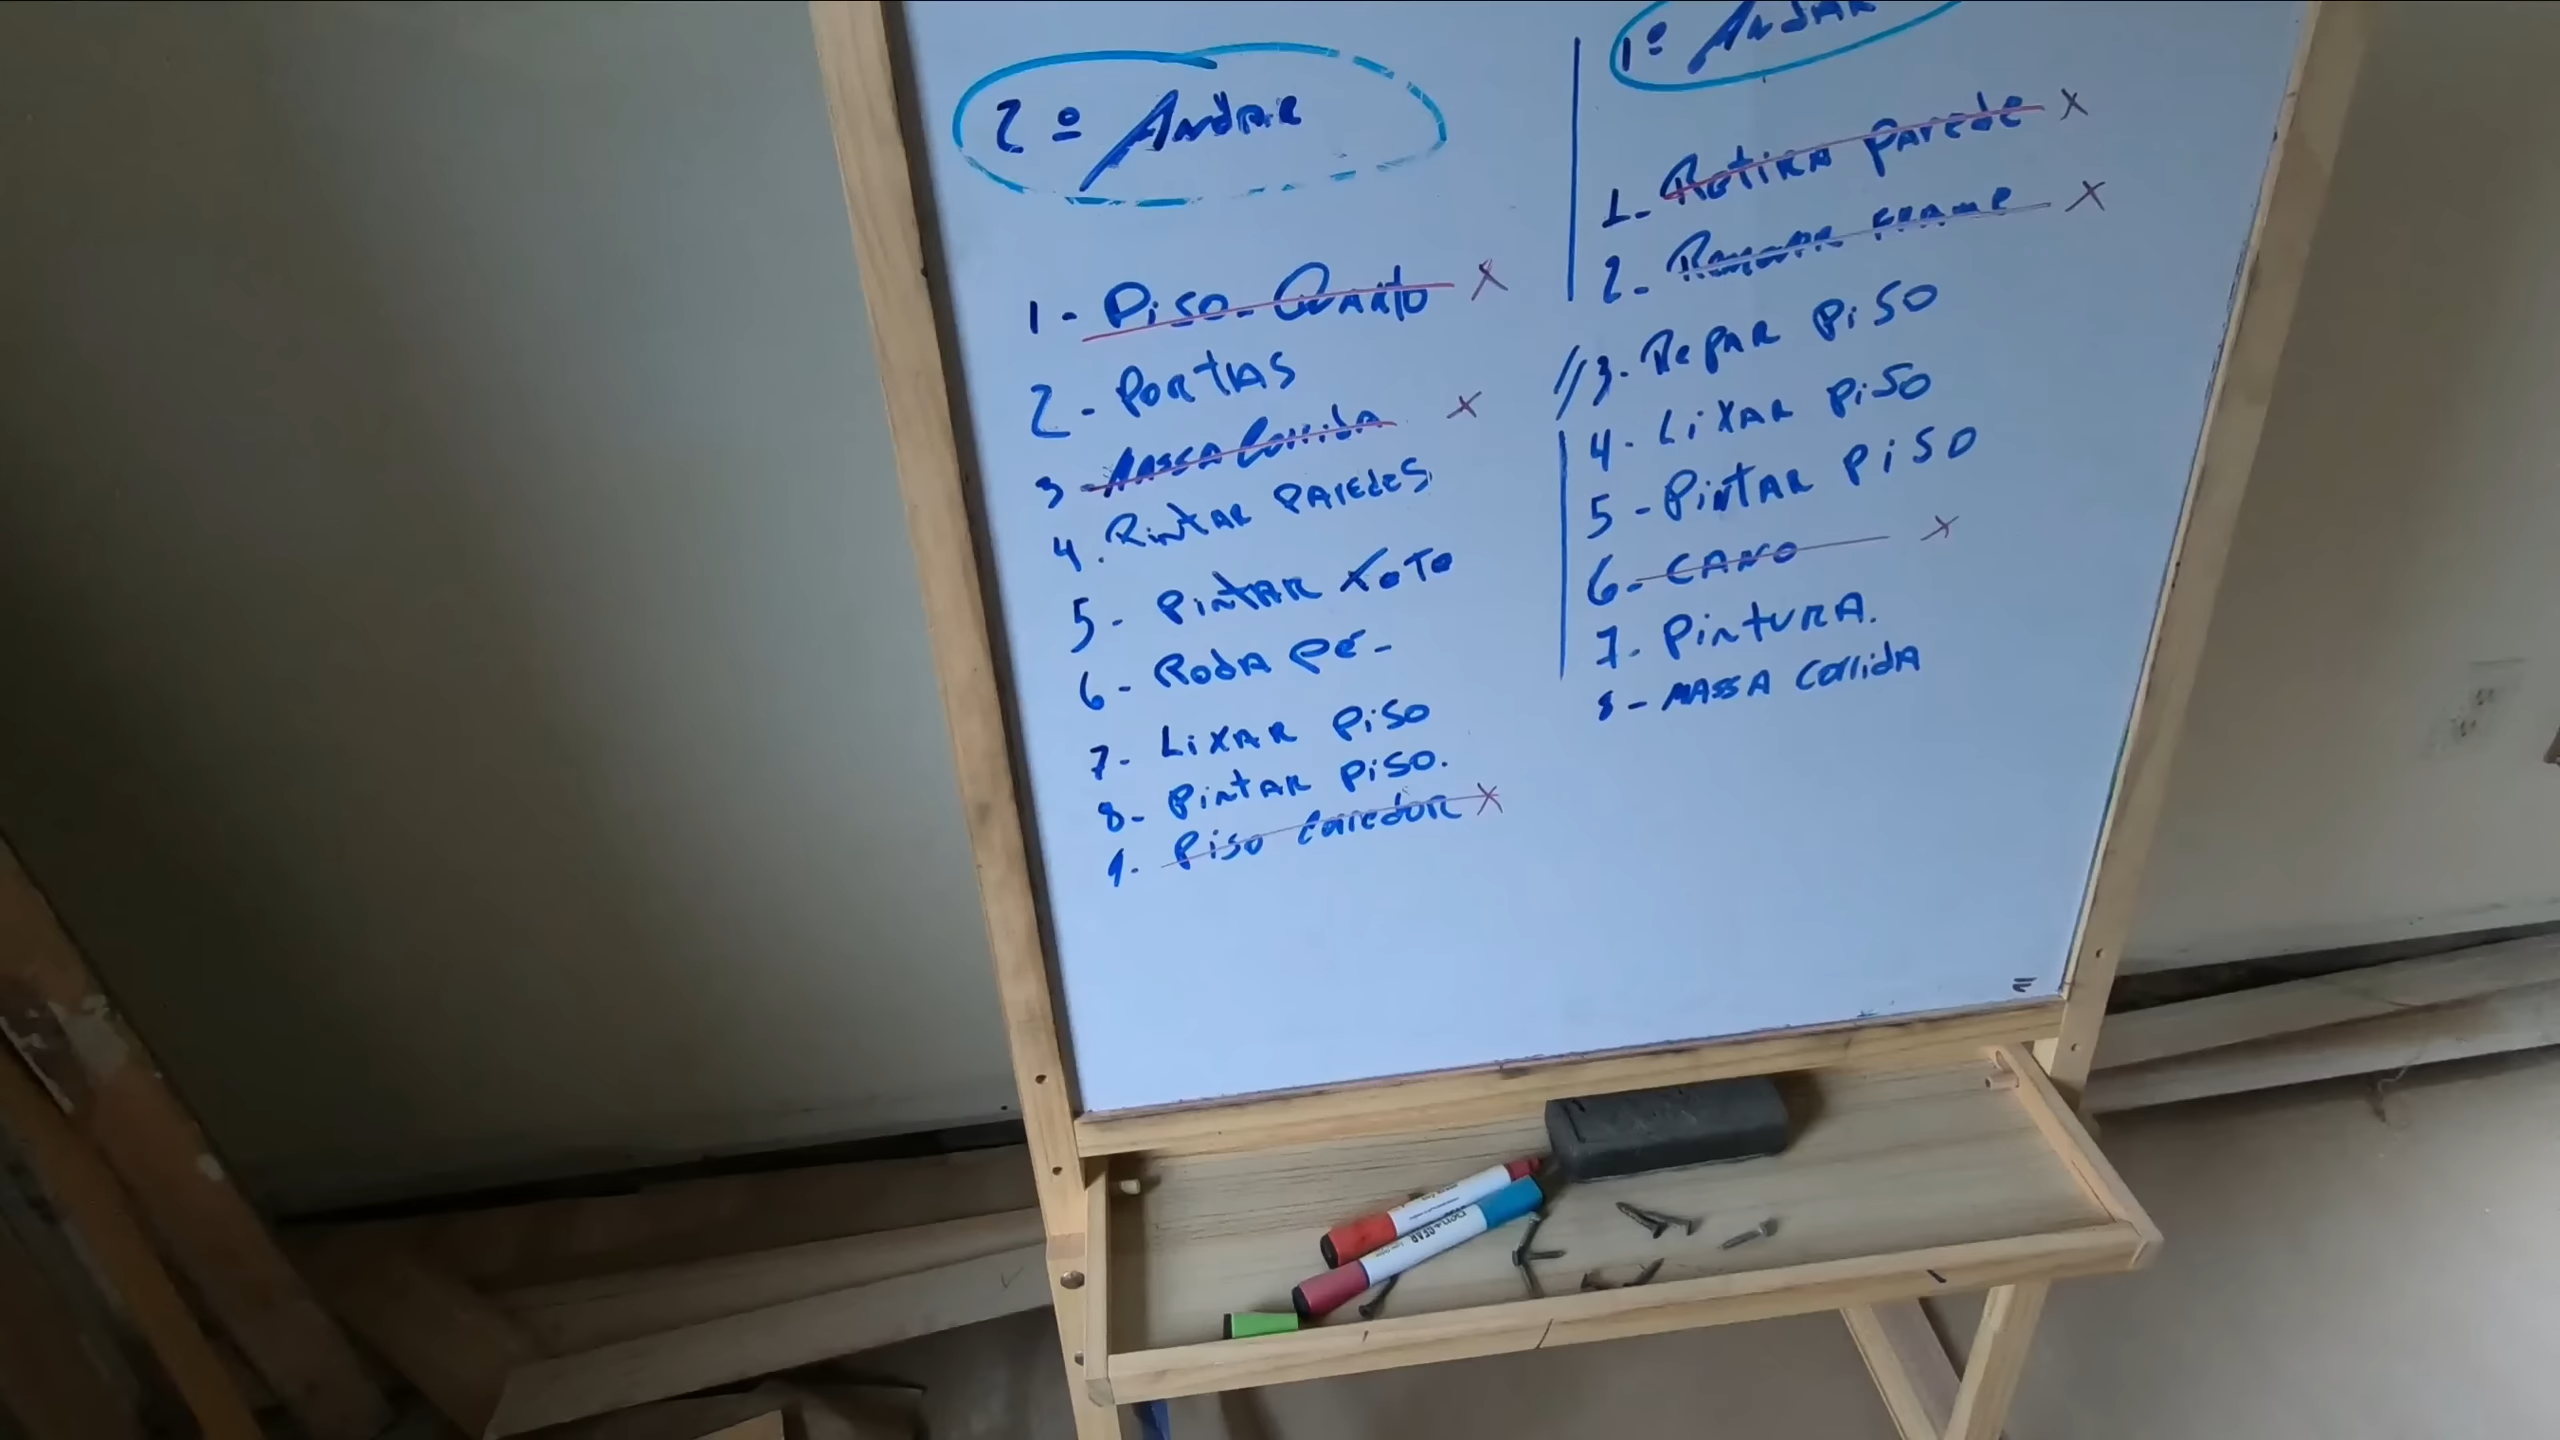 2º Andar
1 - Piso Quarto X
2 - Portas
3 - Massa Corrida X
4. Pintar Paredes
5 - Pintar Toto
6 - Roda Pé -
7 - Lixar Piso
8 - Pintar Piso.
9. Piso Corredor X
1º Andar
1 - Retira Parede X
2 - Frame X
//3. Repar Piso
4 - Lixar Piso
5 - Pintar Piso
6 - Cano X
7. Pintura.
8 - Massa Corrida